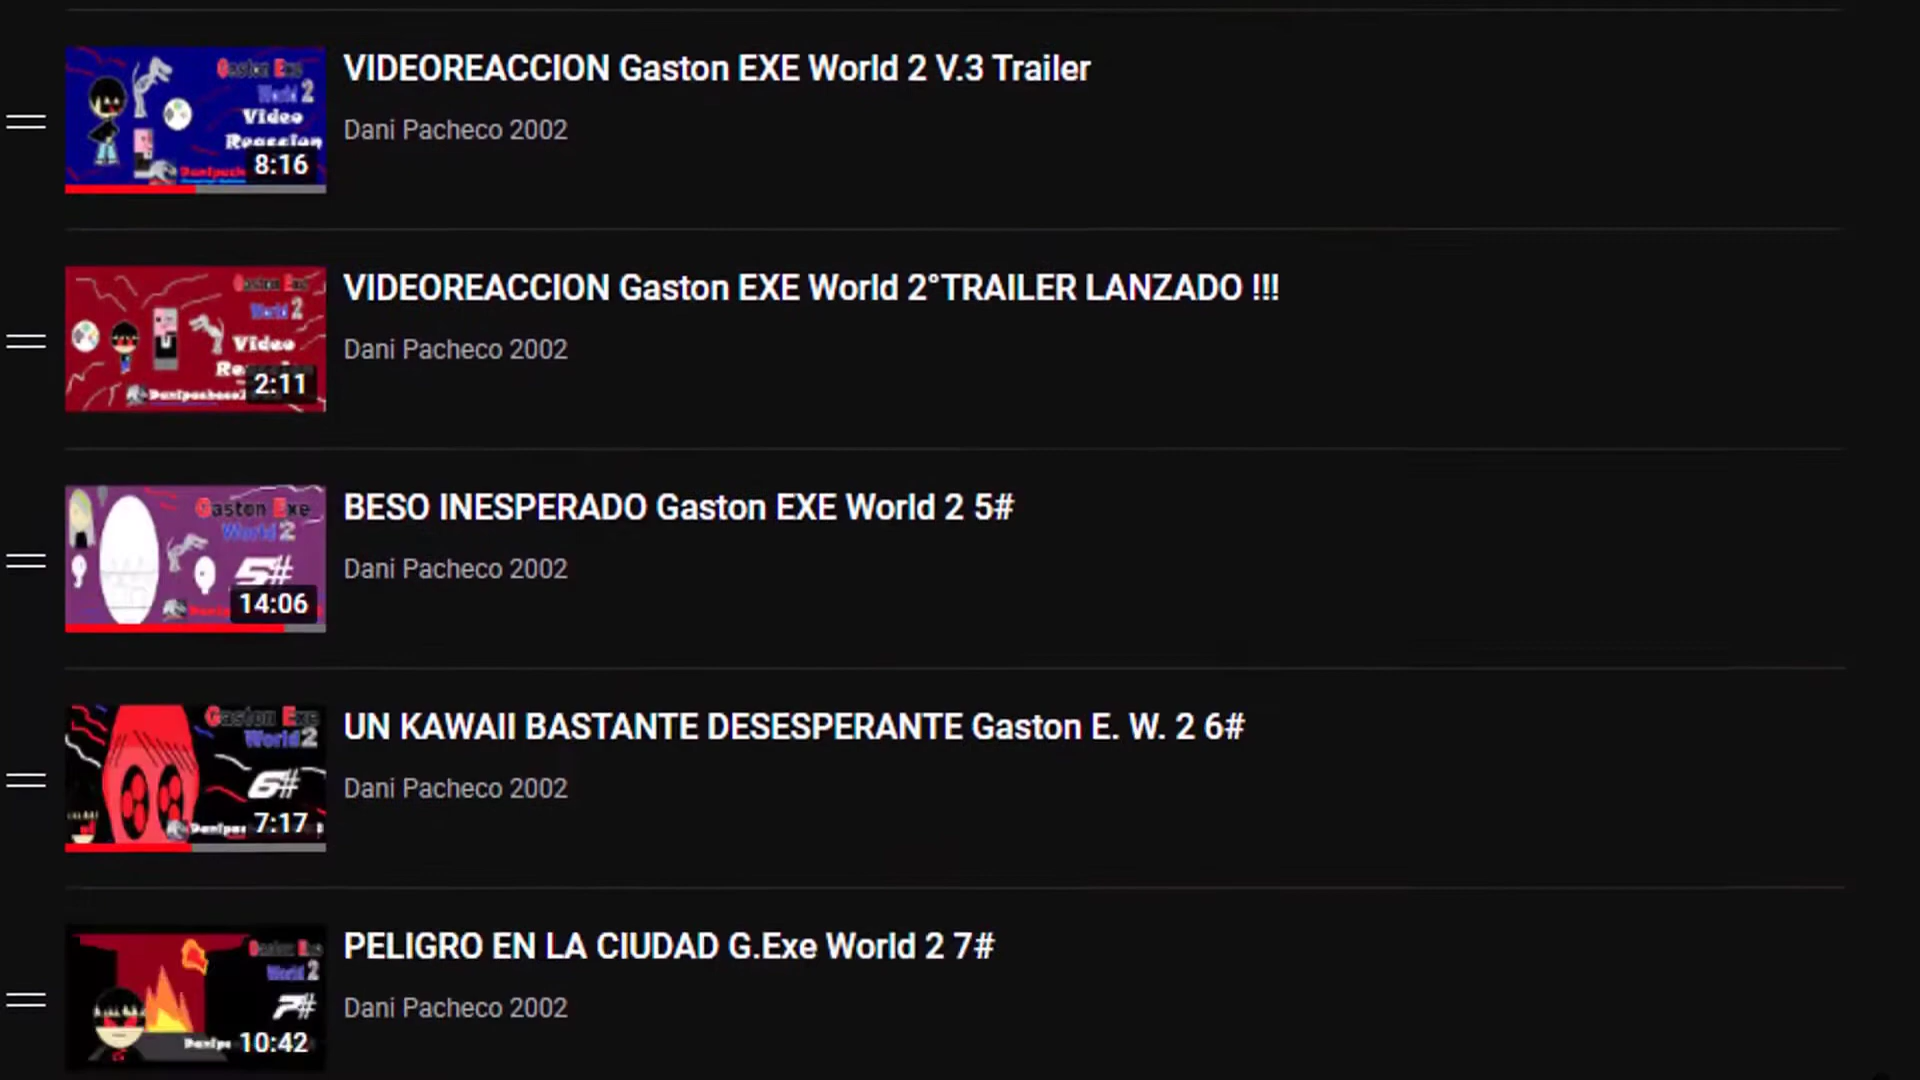 Gaston Exe
World 2
Video
Reaccion
8:16
VIDEOREACCION Gaston EXE World 2 V.3 Trailer
Dani Pacheco 2002
Gaston Exe
World 2
Video
2:11
VIDEOREACCION Gaston EXE World 2°TRAILER LANZADO !!!
Dani Pacheco 2002
Gaston Exe
World 2
5#
14:06
BESO INESPERADO Gaston EXE World 2 5#
Dani Pacheco 2002
Gaston Exe
World 2
6#
7:17
UN KAWAII BASTANTE DESESPERANTE Gaston E. W. 2 6#
Dani Pacheco 2002
Gaston Exe
World 2
7#
10:42
PELIGRO EN LA CIUDAD G.Exe World 2 7#
Dani Pacheco 2002